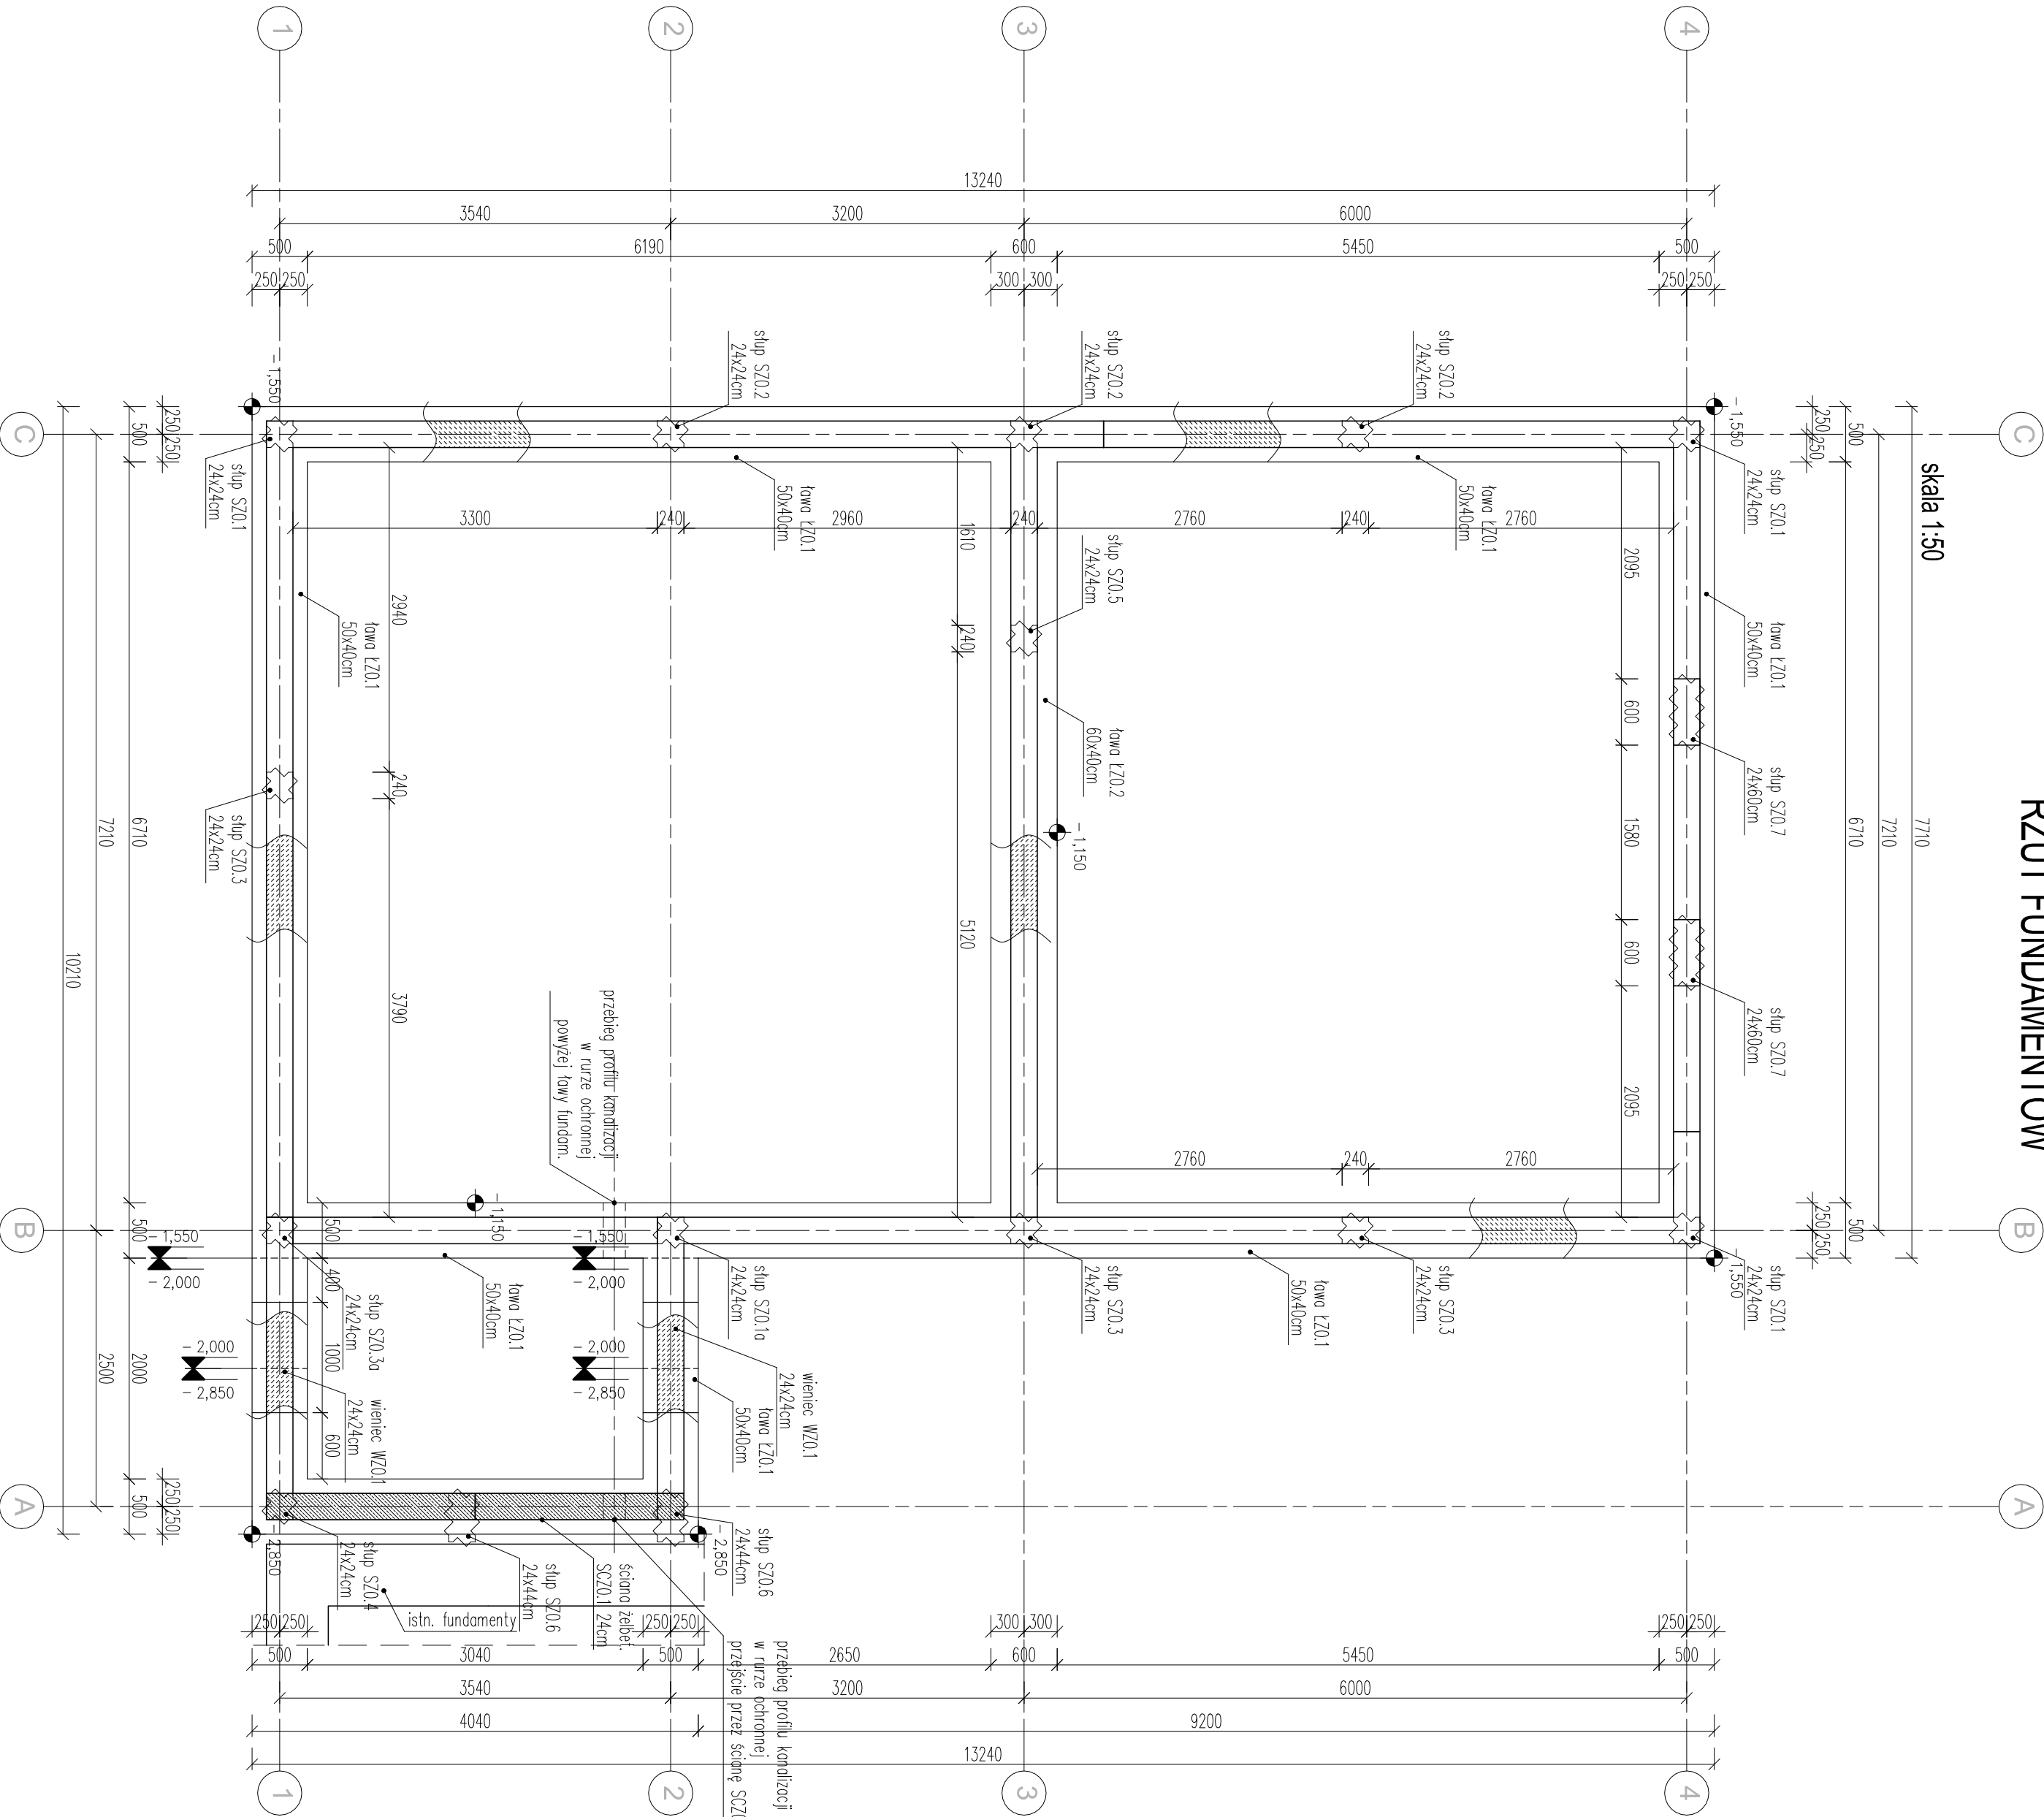 RZUT FUNDAMENTÓW
skala 1:50
1
2
3
4
13240
3540
3200
6000
500
6190
600
5450
500
250
250
300
300
250
250
słup SZ0.2
24x24cm
słup SZ0.2
24x24cm
słup SZ0.2
24x24cm
- 1,550
- 1,550
C
C
250
250
500
6710
7210
10210
250
250
500
6710
7210
7710
słup SZ0.1
24x24cm
ława ŁZ0.1
50x40cm
ława ŁZ0.1
50x40cm
słup SZ0.1
24x24cm
3300
240
2960
240
2760
240
2760
1610
240
5120
2095
600
1580
600
2095
słup SZ0.5
24x24cm
2940
240
3790
ława ŁZ0.1
50x40cm
ława ŁZ0.1
50x40cm
ława ŁZ0.2
60x40cm
słup SZ0.7
24x60cm
słup SZ0.7
24x60cm
słup SZ0.3
24x24cm
- 1,150
przebieg profilu kanalizacji
w rurze ochronnej
powyżej ławy fundam.
2760
240
2760
- 1,150
B
B
500
250
250
500
- 1,550
- 2,000
- 1,550
- 2,000
- 1,550
500
400
1000
600
słup SZ0.3a
24x24cm
ława ŁZ0.1
50x40cm
słup SZ0.1a
24x24cm
słup SZ0.3
24x24cm
ława ŁZ0.1
50x40cm
słup SZ0.3
24x24cm
słup SZ0.1
24x24cm
- 2,000
- 2,850
- 2,000
- 2,850
2000
2500
wieniec WZ0.1
24x24cm
wieniec WZ0.1
24x24cm
ława ŁZ0.1
50x40cm
A
A
250
250
500
- 2,850
- 2,850
słup SZ0.4
24x24cm
słup SZ0.6
24x44cm
ściana żelbet.
SCZ0.1 24cm
słup SZ0.6
24x44cm
istn. fundamenty
przebieg profilu kanalizacji
w rurze ochronnej
przejście przez ścianę
250
250
250
250
300
300
250
250
500
3040
500
2650
600
5450
500
3540
3200
6000
4040
9200
13240
1
2
3
4